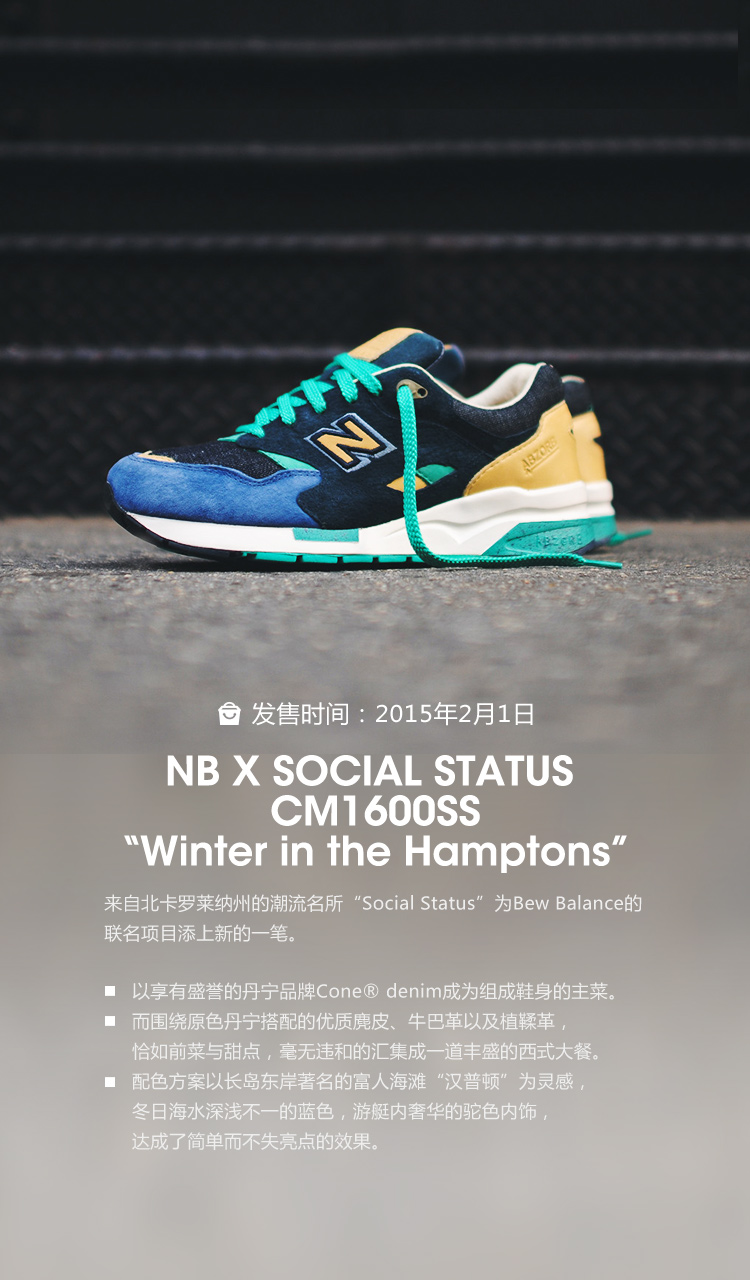 N
ABZORB
ABZORB
发售时间：2015年2月1日
NB X SOCIAL STATUS
CM1600SS
“Winter in the Hamptons”
来自北卡罗莱纳州的潮流名所“Social Status”为Bew Balance的
联名项目添上新的一笔。
以享有盛誉的丹宁品牌Cone® denim成为组成鞋身的主菜。
而围绕原色丹宁搭配的优质麂皮、牛巴革以及植鞣革，
恰如前菜与甜点，毫无违和的汇集成一道丰盛的西式大餐。
配色方案以长岛东岸著名的富人海滩“汉普顿”为灵感，
冬日海水深浅不一的蓝色，游艇内奢华的驼色内饰，
达成了简单而不失亮点的效果。